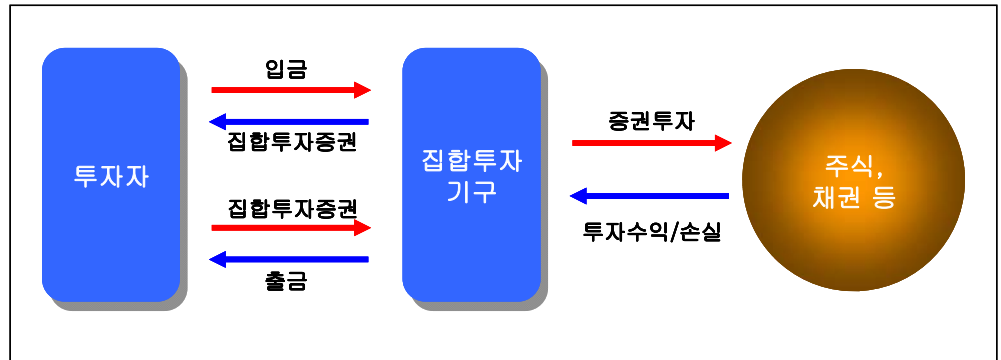 투자자
입금
집합투자증권
집합투자증권
출금
집합투자
기구
증권투자
투자수익/손실
주식,
채권 등